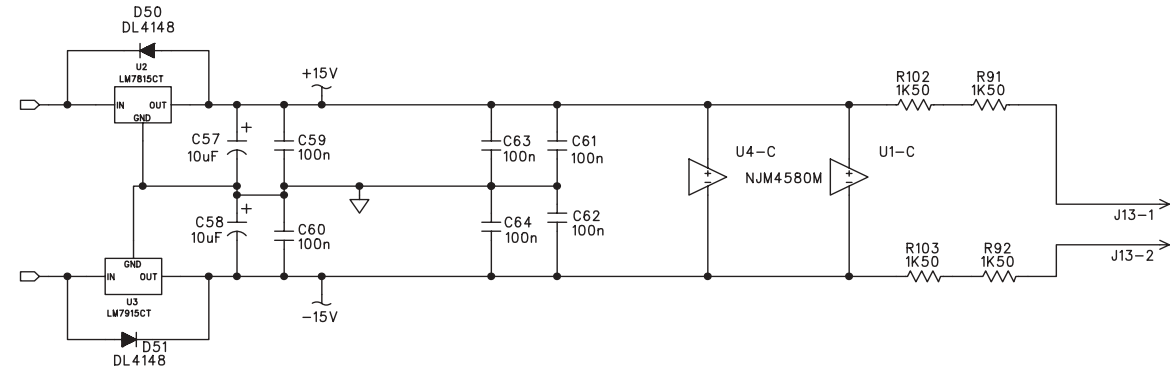 D50
DL4148
U2
LM7815CT
IN OUT
GND
+15V
C57
10uF
+
C59
100n
C63
100n
C61
100n
U4-C
NJM4580M
+
-
U1-C
+
-
R102
1K50
R91
1K50
J13-1
C58
10uF
+
C60
100n
C64
100n
C62
100n
GND
IN OUT
U3
LM7915CT
-15V
D51
DL4148
R103
1K50
R92
1K50
J13-2